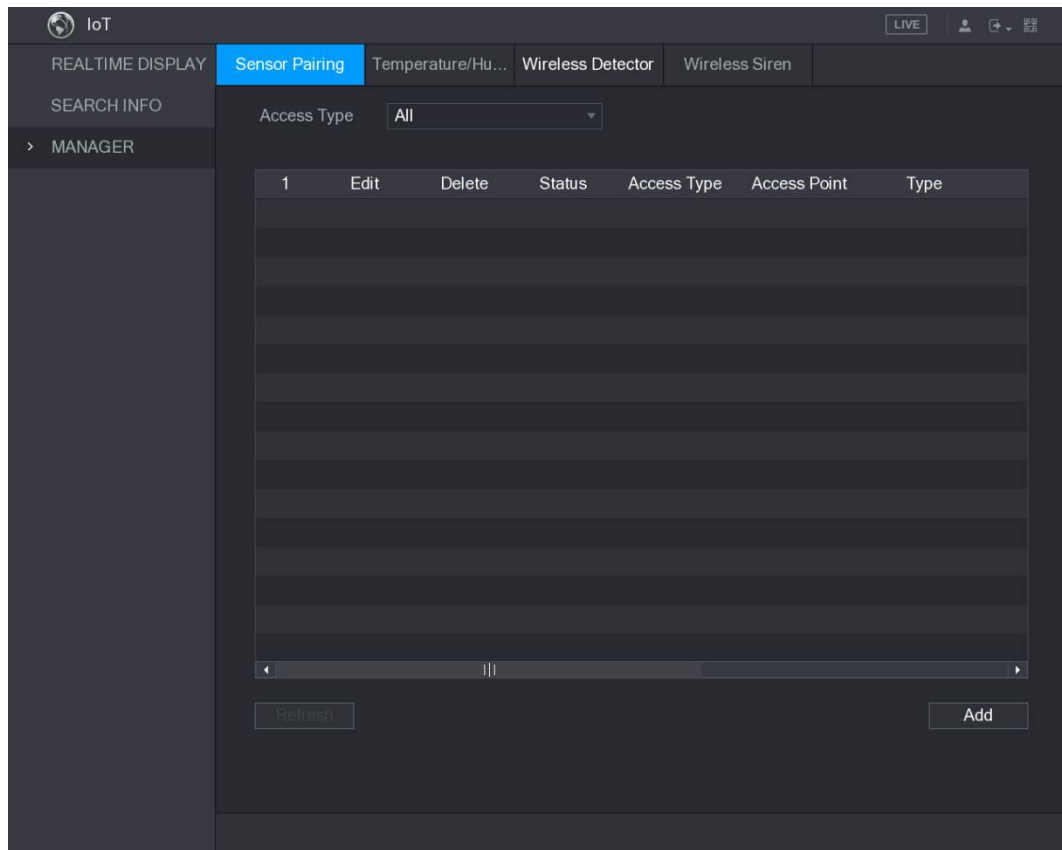 IoT LIVE
REALTIME DISPLAY
SEARCH INFO
> MANAGER
Sensor Pairing Temperature/Hu... Wireless Detector Wireless Siren
Access Type All
1 Edit Delete Status Access Type Access Point Type
Refresh Add